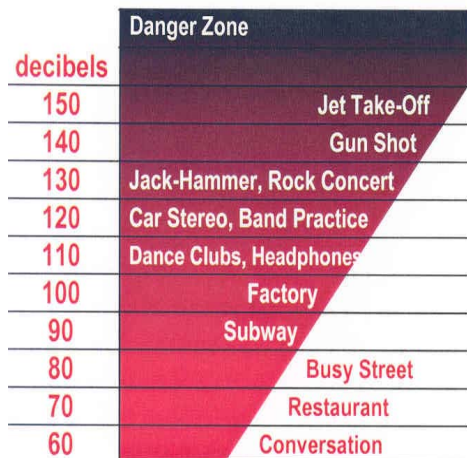 Danger Zone
decibels
150 Jet Take-Off
140 Gun Shot
130 Jack-Hammer, Rock Concert
120 Car Stereo, Band Practice
110 Dance Clubs, Headphones
100 Factory
90 Subway
80 Busy Street
70 Restaurant
60 Conversation